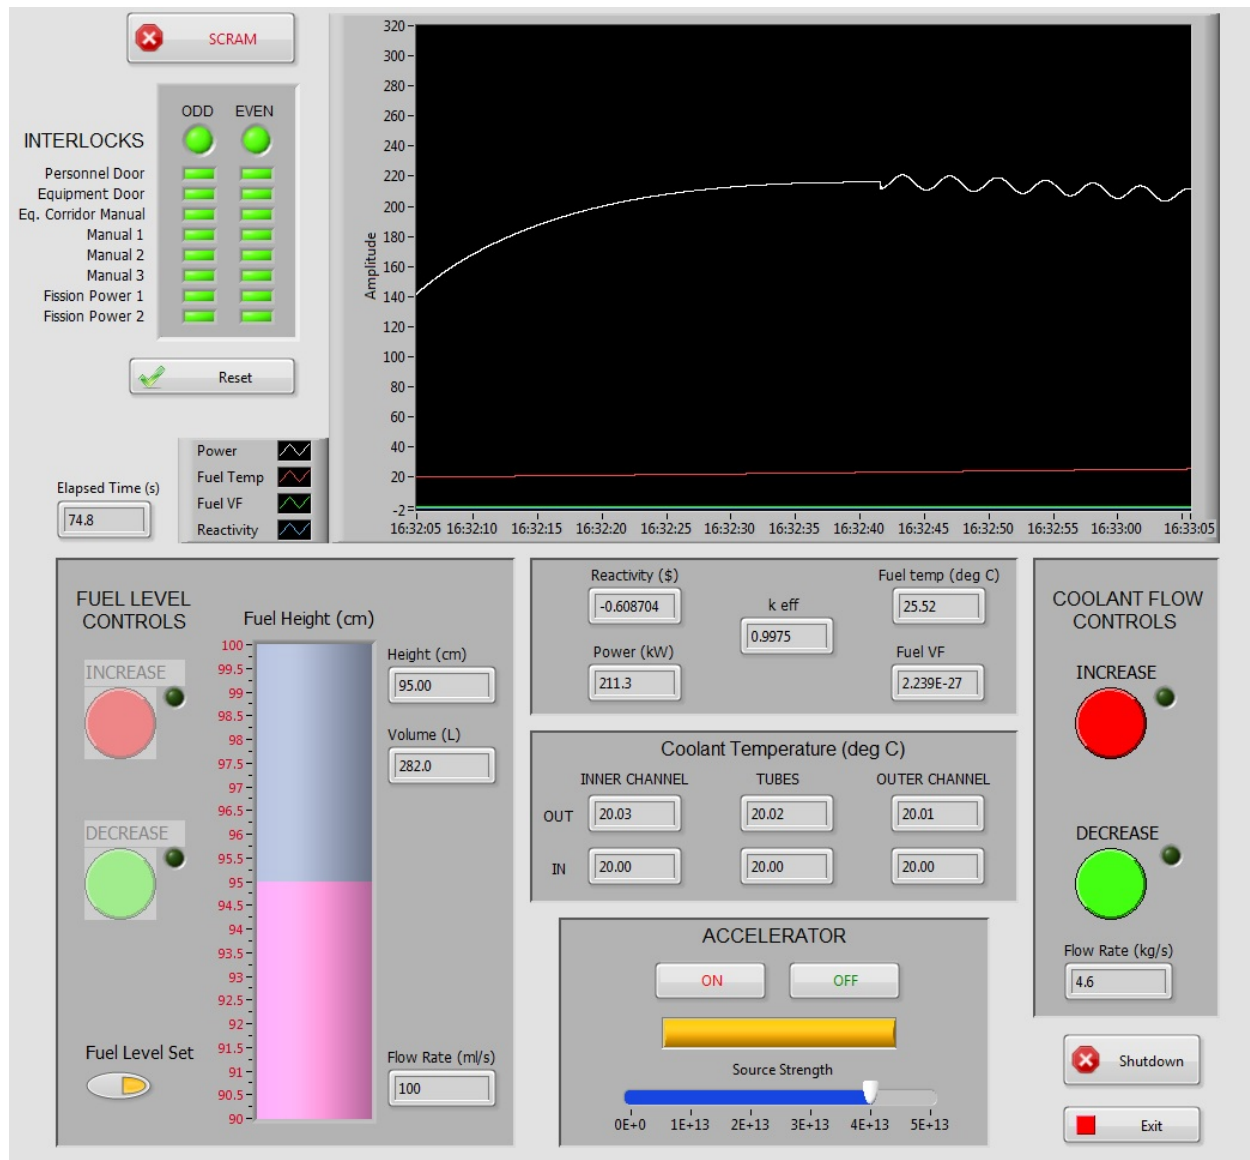 SCRAM
ODD EVEN
INTERLOCKS
Personnel Door
Equipment Door
Eq. Corridor Manual
Manual 1
Manual 2
Manual 3
Fission Power 1
Fission Power 2
Reset
Power
Fuel Temp
Fuel VF
Reactivity
Elapsed Time (s)
74.8
Amplitude
320
300
280
260
240
220
200
180
160
140
120
100
80
60
40
20
-2
16:32:05 16:32:10 16:32:15 16:32:20 16:32:25 16:32:30 16:32:35 16:32:40 16:32:45 16:32:50 16:32:55 16:33:00 16:33:05
FUEL LEVEL
CONTROLS
INCREASE
DECREASE
Fuel Level Set
Fuel Height (cm)
100
99.5
99
98.5
98
97.5
97
96.5
96
95.5
95
94.5
94
93.5
93
92.5
92
91.5
91
90.5
90
Height (cm)
95.00
Volume (L)
282.0
Flow Rate (ml/s)
100
Reactivity ($)
-0.608704
k eff
0.9975
Fuel temp (deg C)
25.52
Power (kW)
211.3
Fuel VF
2.239E-27
Coolant Temperature (deg C)
INNER CHANNEL TUBES OUTER CHANNEL
OUT 20.03 20.02 20.01
IN 20.00 20.00 20.00
ACCELERATOR
ON OFF
Source Strength
0E+0 1E+13 2E+13 3E+13 4E+13 5E+13
COOLANT FLOW
CONTROLS
INCREASE
DECREASE
Flow Rate (kg/s)
4.6
Shutdown
Exit